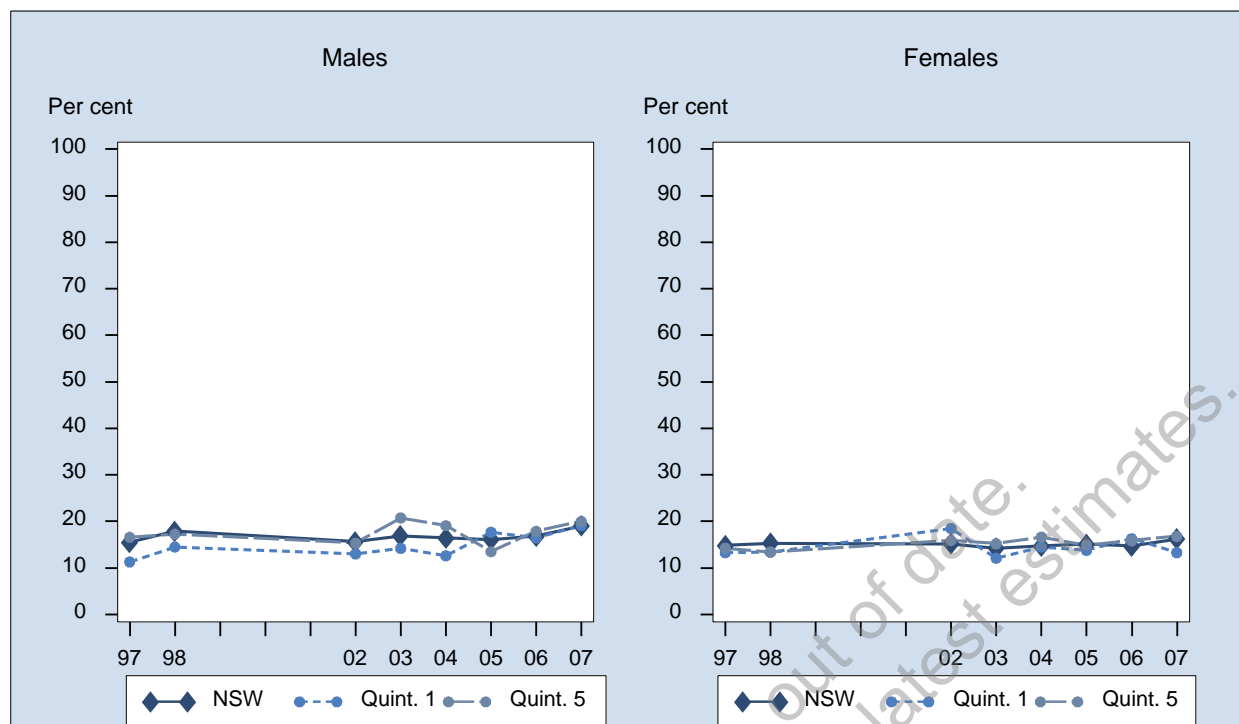 Males
Per cent
100
90
80
70
60
50
40
30
20
10
0
97 98 02 03 04 05 06 07
NSW Quint. 1 Quint. 5
Females
Per cent
100
90
80
70
60
50
40
30
20
10
0
97 98 02 03 04 05 06 07
NSW Quint. 1 Quint. 5
out of date.
latest estimates.